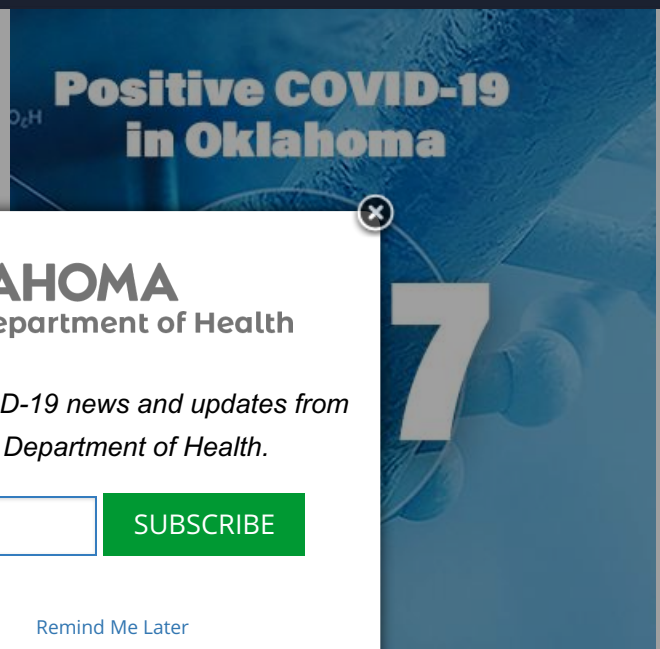 Positive COVID-19
in Oklahoma
O₂H
AHOMA
epartment of Health
7
D-19 news and updates from
Department of Health.
SUBSCRIBE
Remind Me Later